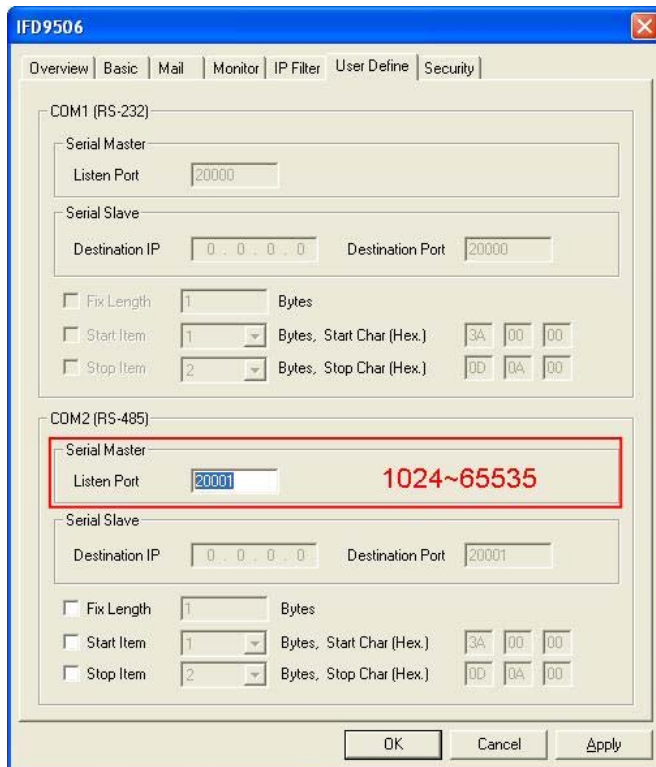 IFD9506
Overview Basic Mail Monitor IP Filter User Define Security
COM1 (RS-232)
Serial Master
Listen Port 20000
Serial Slave
Destination IP 0 . 0 . 0 . 0 Destination Port 20000
Fix Length 1 Bytes
Start Item 1 Bytes, Start Char (Hex.) 3A 00 00
Stop Item 2 Bytes, Stop Char (Hex.) 0D 0A 00
COM2 (RS-485)
Serial Master
Listen Port 20001 1024~65535
Serial Slave
Destination IP 0 . 0 . 0 . 0 Destination Port 20001
Fix Length 1 Bytes
Start Item 1 Bytes, Start Char (Hex.) 3A 00 00
Stop Item 2 Bytes, Stop Char (Hex.) 0D 0A 00
OK Cancel Apply